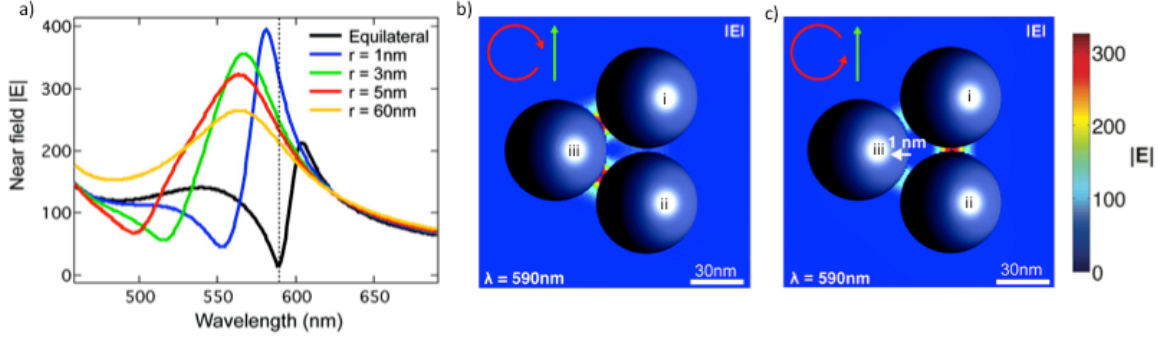 a)
400
300
200
100
0
Near field |E|
Equilateral
r = 1nm
r = 3nm
r = 5nm
r = 60nm
500
550
600
650
Wavelength (nm)
b)
|E|
i
iii
ii
λ = 590nm
30nm
c)
|E|
i
iii
1 nm
ii
λ = 590nm
30nm
300
200
100
0
|E|